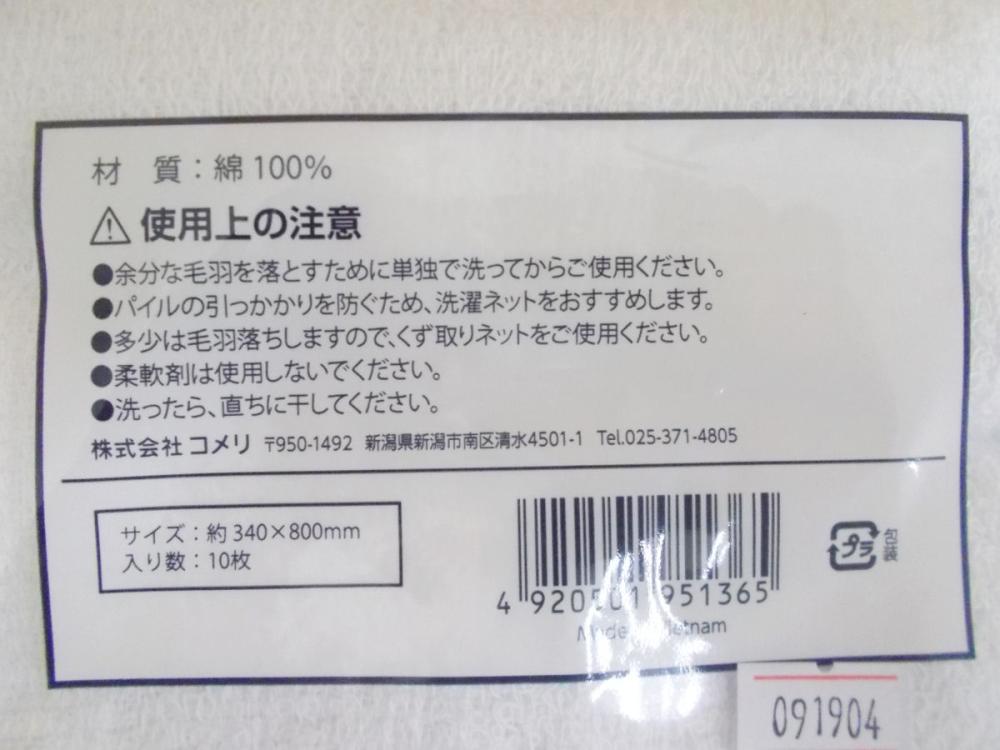 材　質：綿 100%
⚠ 使用上の注意
●余分な毛羽を落とすために単独で洗ってからご使用ください。
●パイルの引っかかりを防ぐため、洗濯ネットをおすすめします。
●多少は毛羽落ちしますので、くず取りネットをご使用ください。
●柔軟剤は使用しないでください。
●洗ったら、直ちに干してください。
株式会社 コメリ 〒950-1492 新潟県新潟市南区清水4501-1 Tel.025-371-4805
サイズ：約 340×800mm
入り数：10枚
4 920501 951365
Made Vietnam
プラ
包装
091904